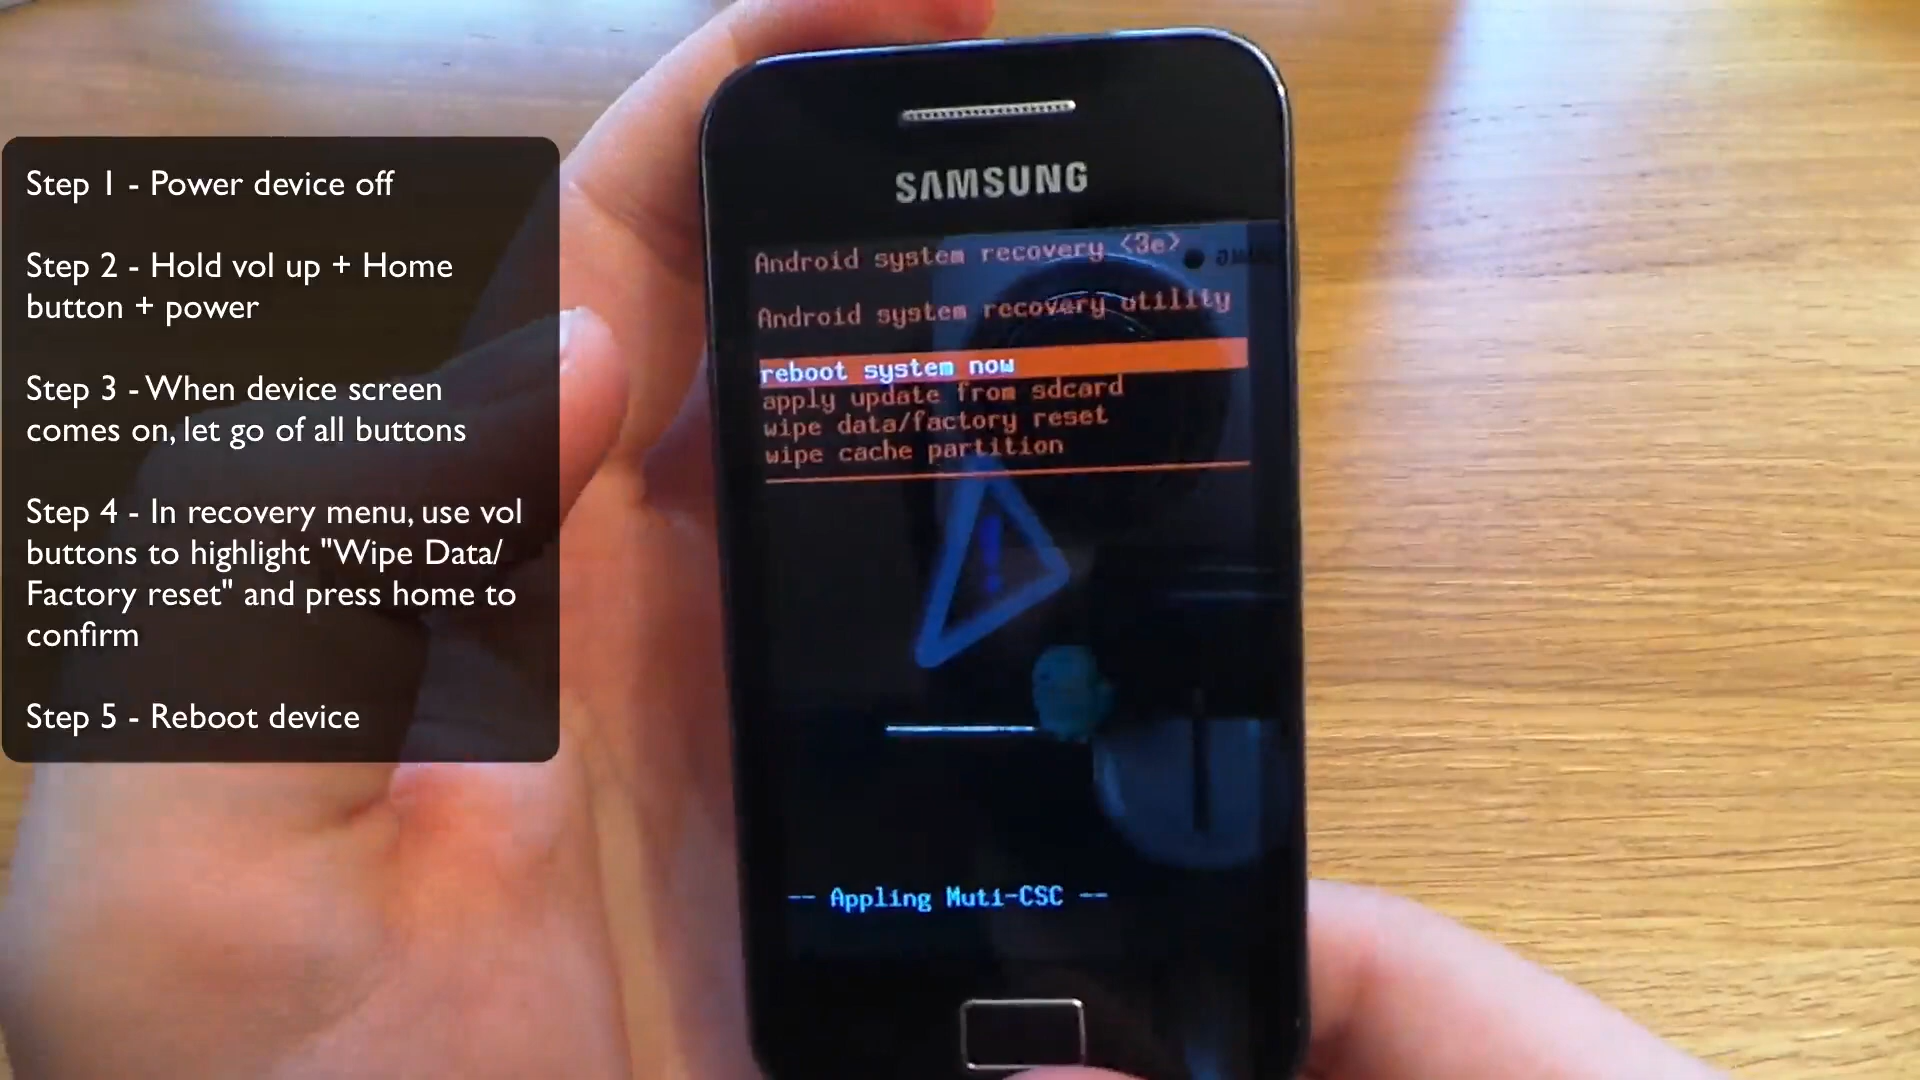 Step 1 - Power device off
Step 2 - Hold vol up + Home
button + power
Step 3 - When device screen
comes on, let go of all buttons
Step 4 - In recovery menu, use vol
buttons to highlight "Wipe Data/
Factory reset" and press home to
confirm
Step 5 - Reboot device
SAMSUNG
Android system recovery <3e>
Android system recovery utility
reboot system now
apply update from sdcard
wipe data/factory reset
wipe cache partition
-- Appling Muti-CSC --